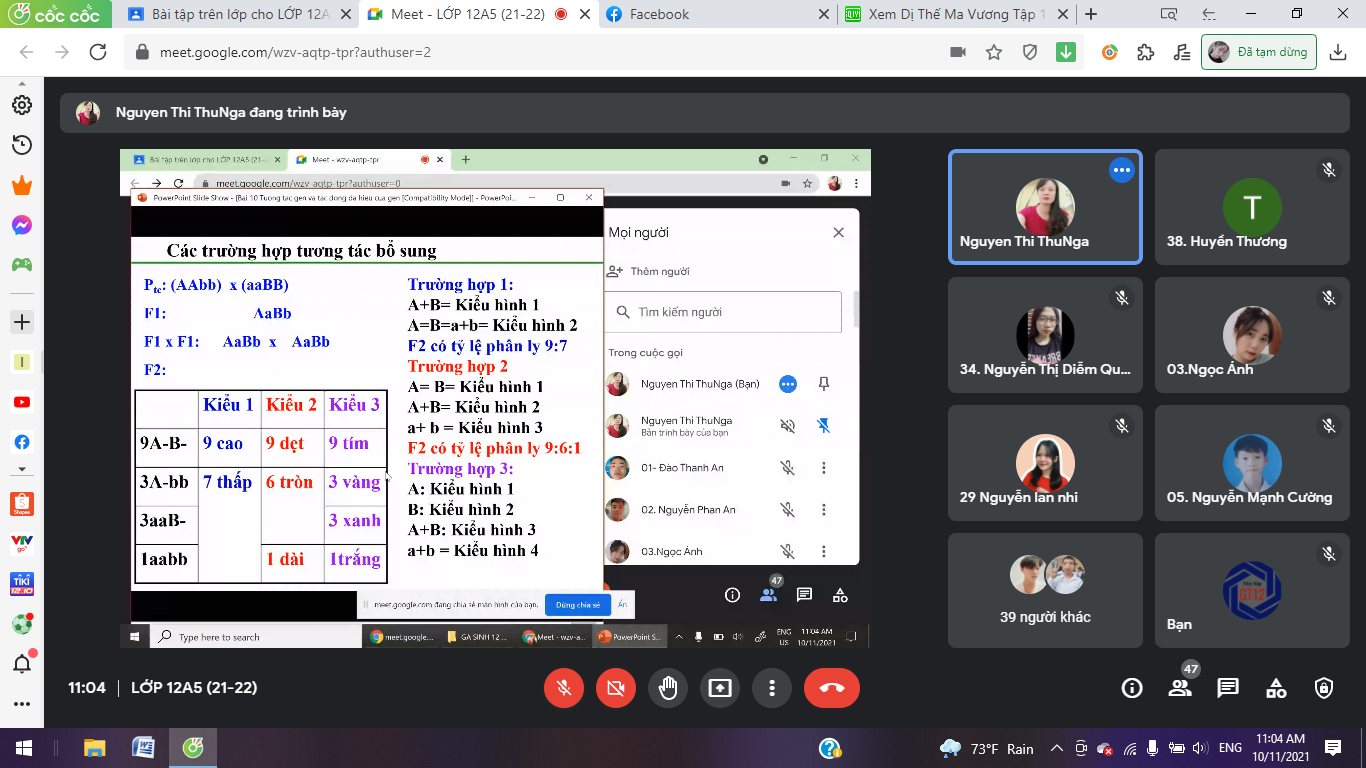 cốc cốc
Bài tập trên lớp cho LỚP 12A
Meet - LỚP 12A5 (21-22)
Facebook
Xem Dị Thế Ma Vương Tập 1
meet.google.com/wzv-aqtp-tpr?authuser=2
Đã tạm dừng
Nguyen Thi ThuNga đang trình bày
Bài tập trên lớp cho LỚP 12A5 (21-
Meet - wzv-aqtp-tpr
meet.google.com/wzv-aqtp-tpr?authuser=0
PowerPoint Slide Show - [Bai 10 Tuong tac gen va tac dong da hieu cua gen [Compatibility Mode]] - PowerPoi...
Các trường hợp tương tác bổ sung
Ptc: (AAbb) x (aaBB)
F1: AaBb
F1 x F1: AaBb x AaBb
F2:
Kiểu 1 Kiểu 2 Kiểu 3
9A-B- 9 cao 9 dẹt 9 tím
3A-bb 7 thấp 6 tròn 3 vàng
3aaB- 3 xanh
1aabb 1 dài 1trắng
Trường hợp 1:
A+B= Kiểu hình 1
A=B=a+b= Kiểu hình 2
F2 có tỷ lệ phân ly 9:7
Trường hợp 2
A= B= Kiểu hình 1
A+B= Kiểu hình 2
a+ b = Kiểu hình 3
F2 có tỷ lệ phân ly 9:6:1
Trường hợp 3:
A: Kiểu hình 1
B: Kiểu hình 2
A+B: Kiểu hình 3
a+b = Kiểu hình 4
Mọi người
Thêm người
Tìm kiếm người
Trong cuộc gọi
Nguyen Thi ThuNga (Bạn)
Nguyen Thi ThuNga
Bản trình bày của bạn
01- Đào Thanh An
02. Nguyễn Phan An
03.Ngọc Ánh
47
meet.google.com đang chia sẻ màn hình của bạn.
Dừng chia sẻ
Ẩn
Type here to search
meet.google....
GA SINH 12 ...
Meet - wzv-a...
PowerPoint S...
ENG
US
11:04 AM
10/11/2021
Nguyen Thi ThuNga
T
38. Huyền Thương
34. Nguyễn Thị Diễm Qu...
03.Ngọc Ánh
29 Nguyễn lan nhi
05. Nguyễn Mạnh Cường
39 người khác
GT12
Bạn
I
Shopee
VTV
go
TIKI
12.10
11:04
LỚP 12A5 (21-22)
47
73°F Rain
ENG
11:04 AM
10/11/2021